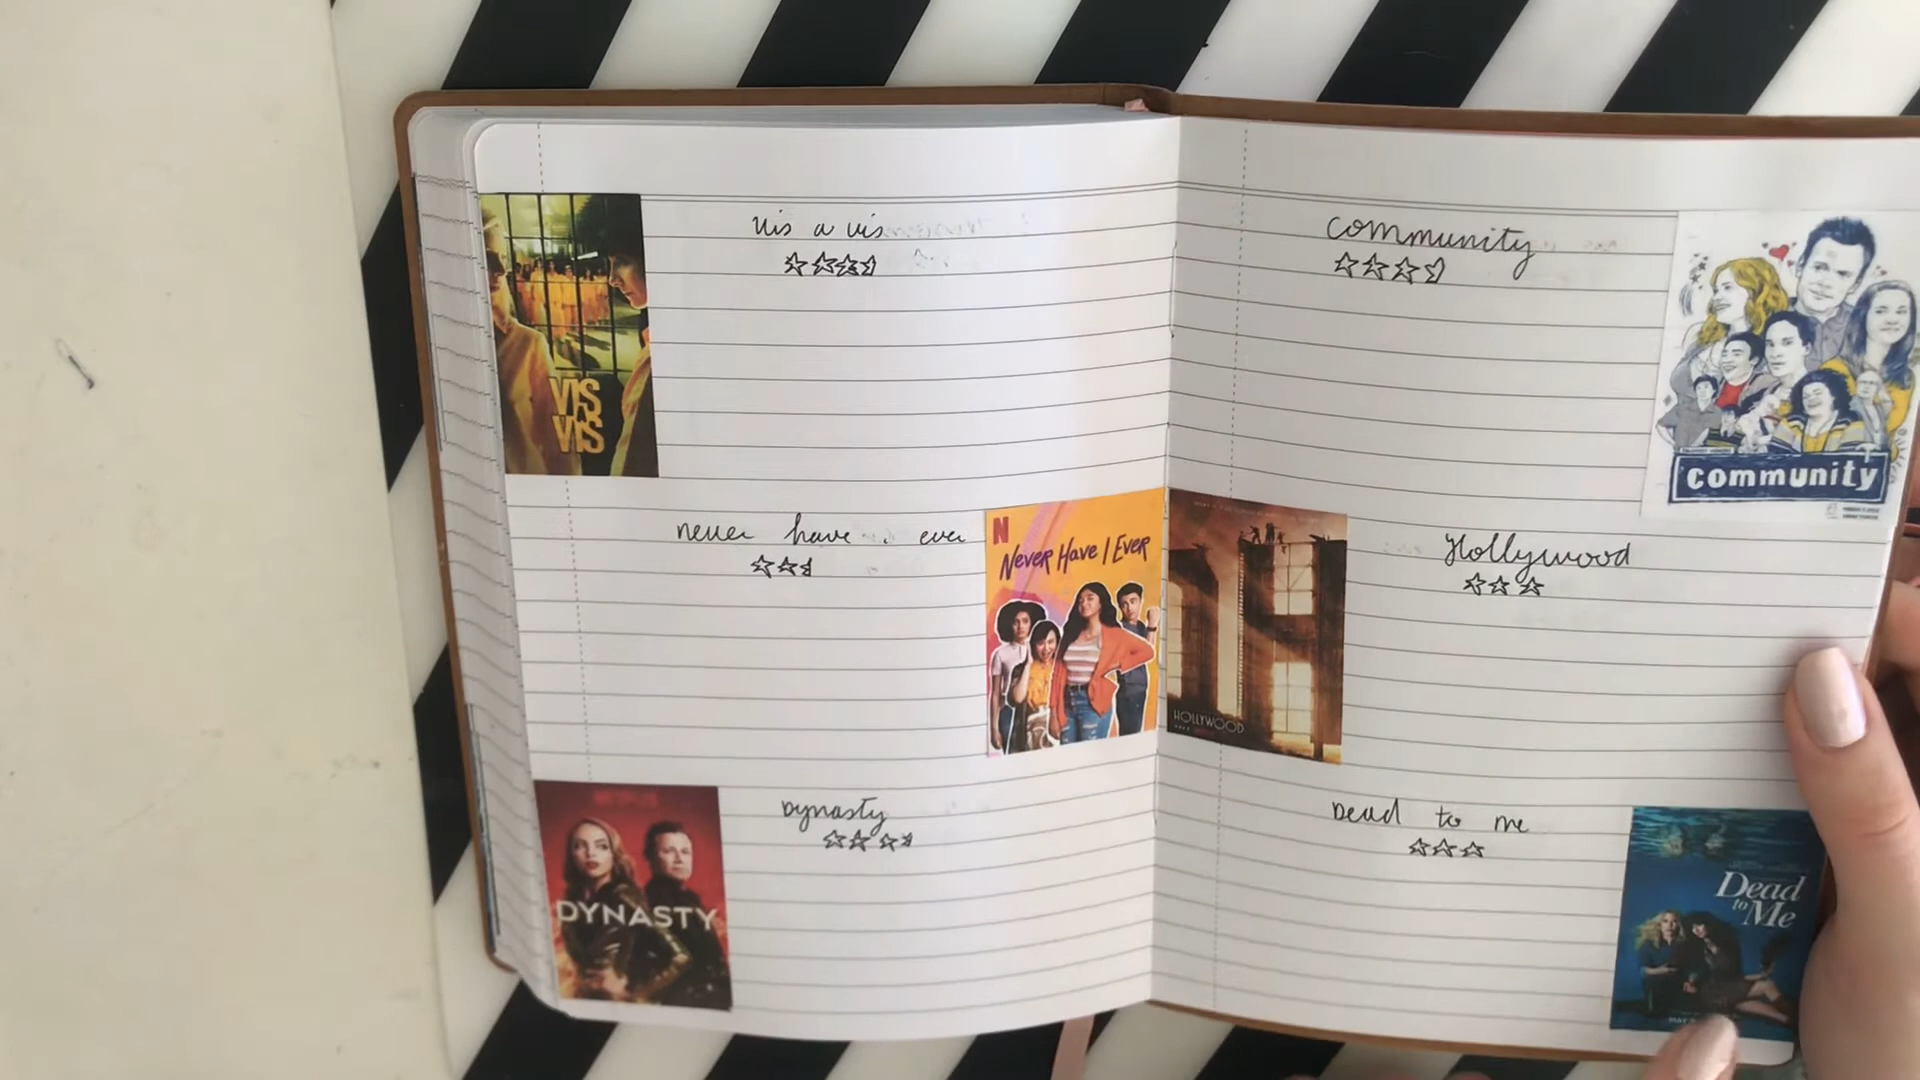 vis a vis
VIS
VIS
never have i ever
N
NEVER HAVE I EVER
Dynasty
DYNASTY
community
community
Hollywood
HOLLYWOOD
Dead to me
Dead
to Me